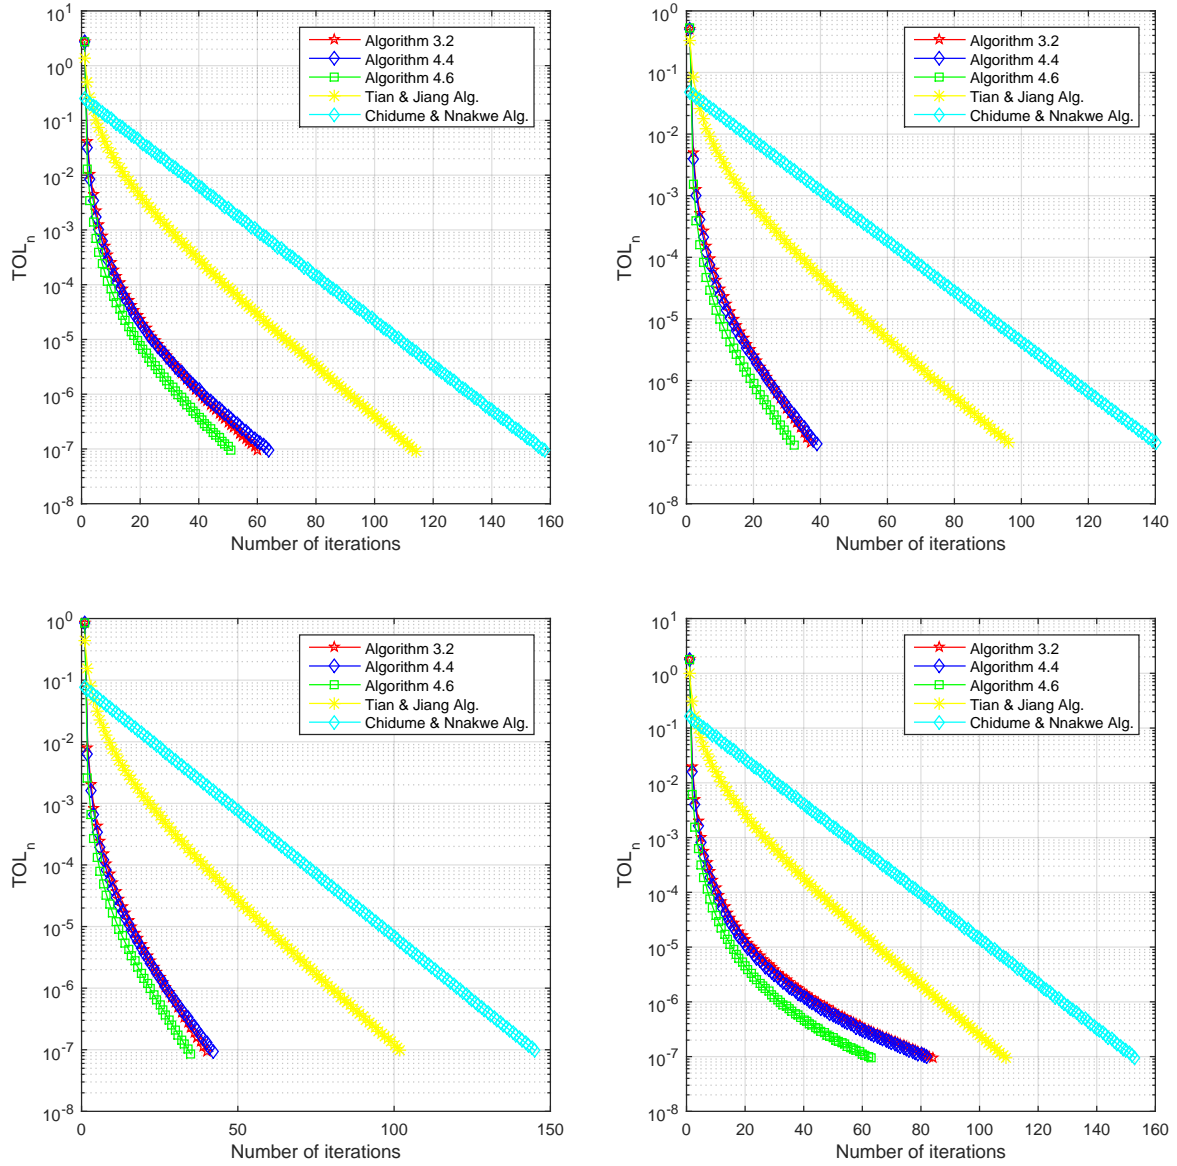 10^1
10^0
10^-1
10^-2
10^-3
10^-4
10^-5
10^-6
10^-7
10^-8
TOL_n
0 20 40 60 80 100 120 140 160
Number of iterations
Algorithm 3.2
Algorithm 4.4
Algorithm 4.6
Tian & Jiang Alg.
Chidume & Nnakwe Alg.
10^0
10^-1
10^-2
10^-3
10^-4
10^-5
10^-6
10^-7
10^-8
TOL_n
0 20 40 60 80 100 120 140
Number of iterations
Algorithm 3.2
Algorithm 4.4
Algorithm 4.6
Tian & Jiang Alg.
Chidume & Nnakwe Alg.
10^0
10^-1
10^-2
10^-3
10^-4
10^-5
10^-6
10^-7
10^-8
TOL_n
0 50 100 150
Number of iterations
Algorithm 3.2
Algorithm 4.4
Algorithm 4.6
Tian & Jiang Alg.
Chidume & Nnakwe Alg.
10^1
10^0
10^-1
10^-2
10^-3
10^-4
10^-5
10^-6
10^-7
10^-8
TOL_n
0 20 40 60 80 100 120 140 160
Number of iterations
Algorithm 3.2
Algorithm 4.4
Algorithm 4.6
Tian & Jiang Alg.
Chidume & Nnakwe Alg.